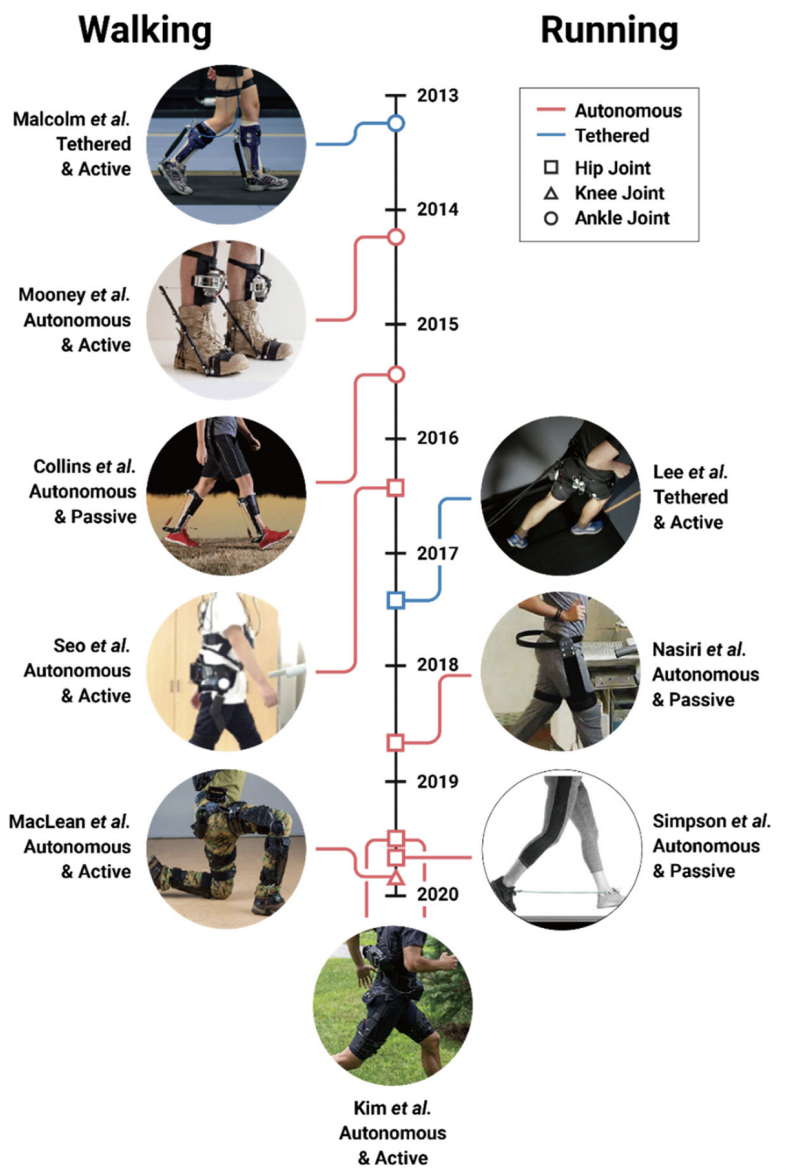 Walking
Running
2013
Malcolm et al.
Tethered
& Active
Autonomous
Tethered
Hip Joint
Knee Joint
Ankle Joint
2014
Mooney et al.
Autonomous
& Active
2015
2016
Collins et al.
Autonomous
& Passive
Lee et al.
Tethered
& Active
2017
Seo et al.
Autonomous
& Active
2018
Nasiri et al.
Autonomous
& Passive
2019
MacLean et al.
Autonomous
& Active
Simpson et al.
Autonomous
& Passive
2020
Kim et al.
Autonomous
& Active